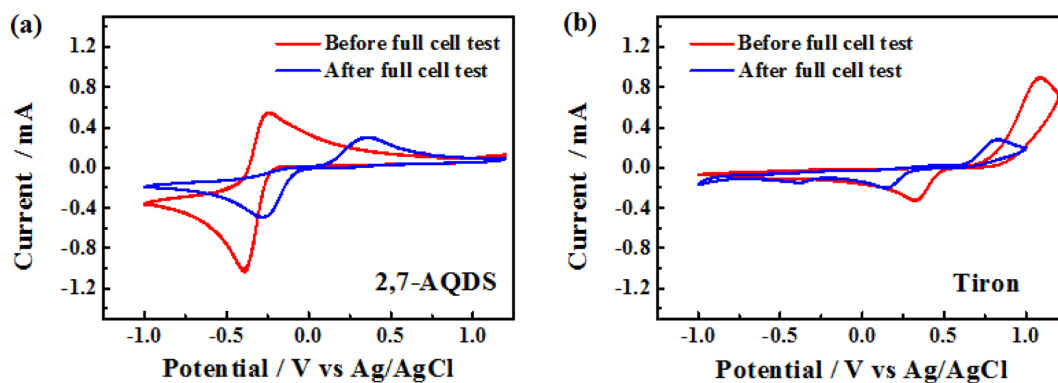 (a)
1.2
0.8
0.4
0.0
-0.4
-0.8
-1.2
Current / mA
Before full cell test
After full cell test
2,7-AQDS
-1.0 -0.5 0.0 0.5 1.0
Potential / V vs Ag/AgCl
(b)
1.2
0.8
0.4
0.0
-0.4
-0.8
-1.2
Current / mA
Before full cell test
After full cell test
Tiron
-1.0 -0.5 0.0 0.5 1.0
Potential / V vs Ag/AgCl